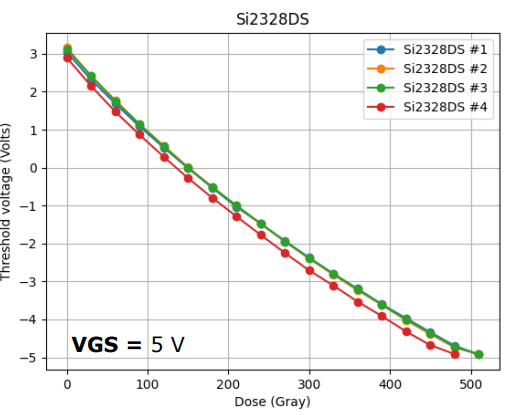 Si2328DS
Si2328DS #1
Si2328DS #2
Si2328DS #3
Si2328DS #4
Threshold voltage (Volts)
3
2
1
0
−1
−2
−3
−4
−5
VGS = 5 V
0
100
200
300
400
500
Dose (Gray)